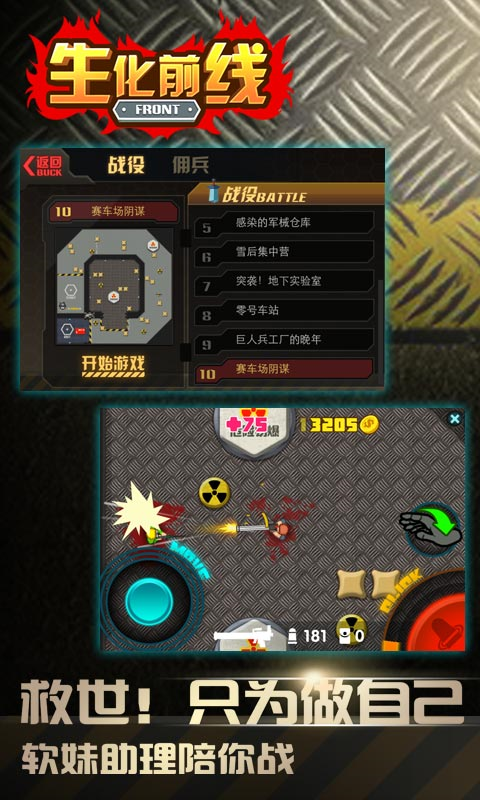 生化前线
FRONT
返回
BUCK
战役 佣兵
战役BATTLE
10 赛车场阴谋
5 感染的军械仓库
6 雪后集中营
7 突袭！地下实验室
8 零号车站
9 巨人兵工厂的晚年
10 赛车场阴谋
开始游戏
+75
13205
MOVE
CLICK
181 0
救世！只为做自己
软妹助理陪你战